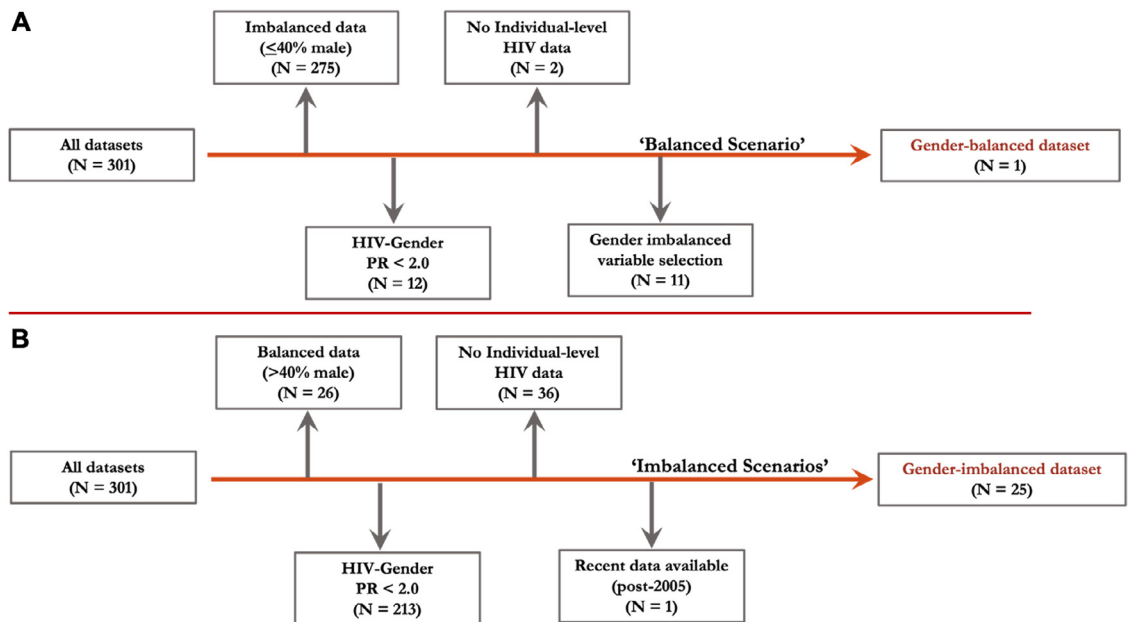 A
Imbalanced data
(≤40% male)
(N = 275)
No Individual-level
HIV data
(N = 2)
All datasets
(N = 301)
'Balanced Scenario'
Gender-balanced dataset
(N = 1)
HIV-Gender
PR < 2.0
(N = 12)
Gender imbalanced
variable selection
(N = 11)
B
Balanced data
(>40% male)
(N = 26)
No Individual-level
HIV data
(N = 36)
All datasets
(N = 301)
'Imbalanced Scenarios'
Gender-imbalanced dataset
(N = 25)
HIV-Gender
PR < 2.0
(N = 213)
Recent data available
(post-2005)
(N = 1)